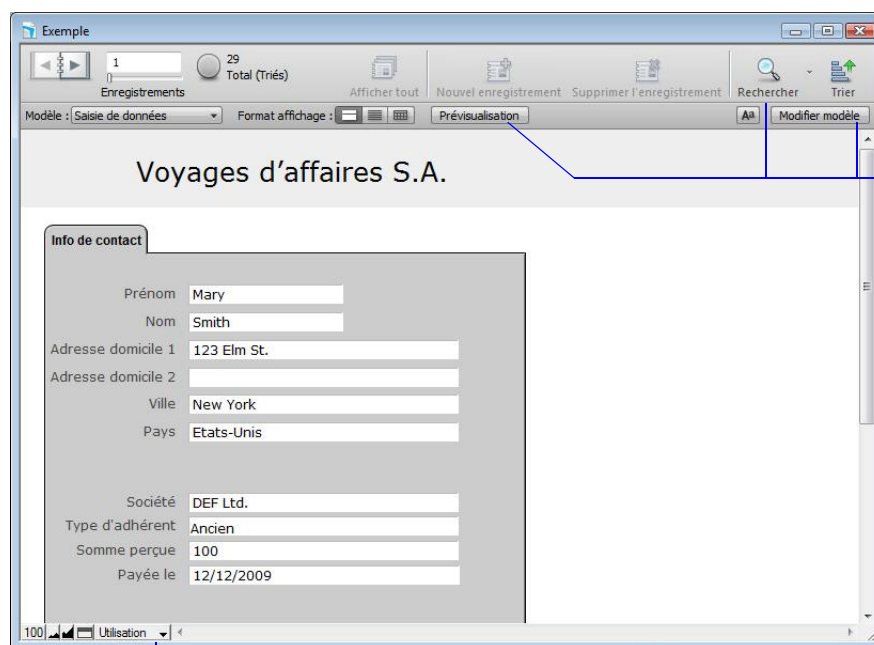 Exemple
1
29
Total (Triés)
Enregistrements
Afficher tout
Nouvel enregistrement
Supprimer l'enregistrement
Rechercher
Trier
Modèle : Saisie de données
Format affichage :
Prévisualisation
Aa
Modifier modèle
Voyages d’affaires S.A.
Info de contact
Prénom Mary
Nom Smith
Adresse domicile 1 123 Elm St.
Adresse domicile 2
Ville New York
Pays Etats-Unis
Société DEF Ltd.
Type d'adhérent Ancien
Somme perçue 100
Payée le 12/12/2009
100 Utilisation